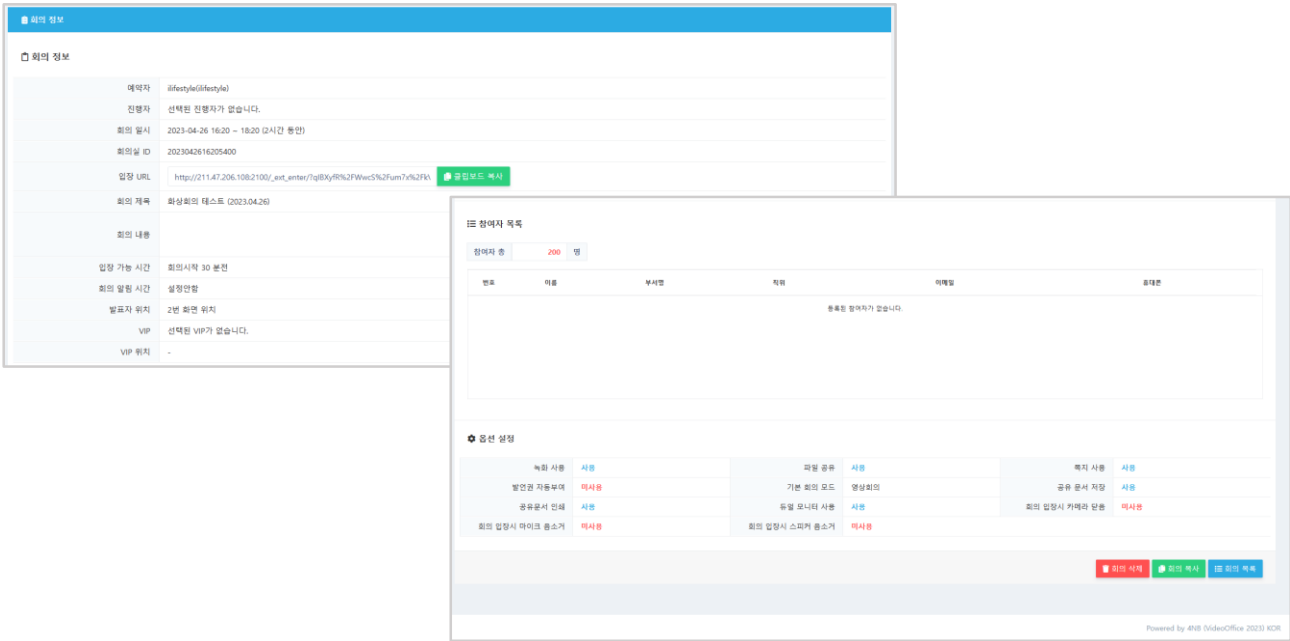 회의 정보
회의 정보
예약자 ilifestyle(ilifestyle)
진행자 선택된 진행자가 없습니다.
회의 일시 2023-04-26 16:20 ~ 18:20 (2시간 동안)
회의실 ID 2023042616205400
입장 URL http://211.47.206.108:2100/_ext_enter/?qIBXyfR%2FWwcS%2Fum7x%2Fk\ 클립보드 복사
회의 제목 화상회의 테스트 (2023.04.26)
회의 내용
입장 가능 시간 회의시작 30 분전
회의 알림 시간 설정안함
발표자 위치 2번 화면 위치
VIP 선택된 VIP가 없습니다.
VIP 위치 -
참여자 목록
참여자 총 200 명
번호 이름 부서명 직위 이메일 휴대폰
등록된 참여자가 없습니다.
옵션 설정
녹화 사용 사용 파일 공유 사용 쪽지 사용 사용
발언권 자동부여 미사용 기본 회의 모드 영상회의 공유 문서 저장 사용
공유문서 인쇄 사용 듀얼 모니터 사용 사용 회의 입장시 카메라 닫음 미사용
회의 입장시 마이크 음소거 미사용 회의 입장시 스피커 음소거 미사용
회의 삭제 회의 복사 회의 목록
Powered by 4NB (VideoOffice 2023) KOR